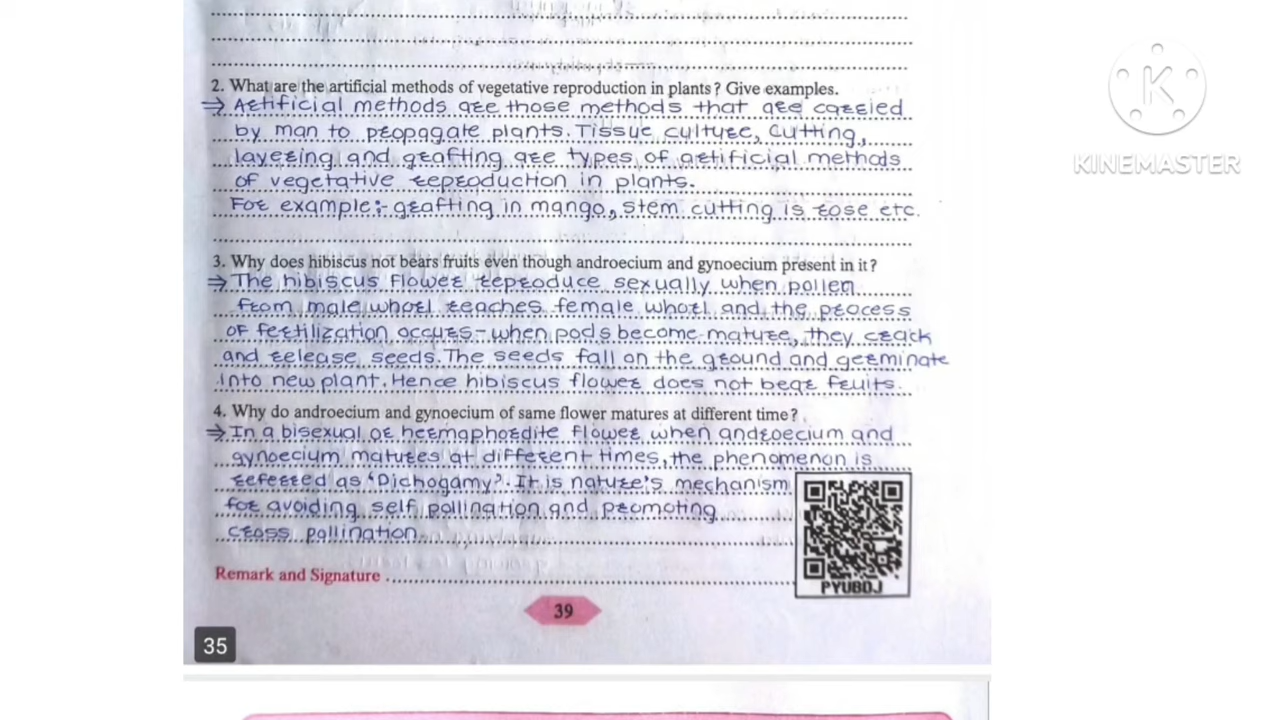 2. What are the artificial methods of vegetative reproduction in plants? Give examples.
⇒ Artificial methods are those methods that are carried
by man to propagate plants. Tissue culture, cutting,
layering and grafting are types of artificial methods
of vegetative reproduction in plants.
For example:- grafting in mango, stem cutting is rose etc.
3. Why does hibiscus not bears fruits even though androecium and gynoecium present in it?
⇒ The hibiscus flower reproduce sexually when pollen
from male whorl reaches female whorl and the process
of fertilization occurs - when pods become mature, they crack
and release seeds. The seeds fall on the ground and germinate
into new plant. Hence hibiscus flower does not bear fruits.
4. Why do androecium and gynoecium of same flower matures at different time?
⇒ In a bisexual or hermaphordite flower when androecium and
gynoecium matures at different times, the phenomenon is
referred as 'Dichogamy'. It is nature's mechanism
for avoiding self pollination and promoting
cross pollination
Remark and Signature
PYUBDJ
39
35
K
KINEMASTER